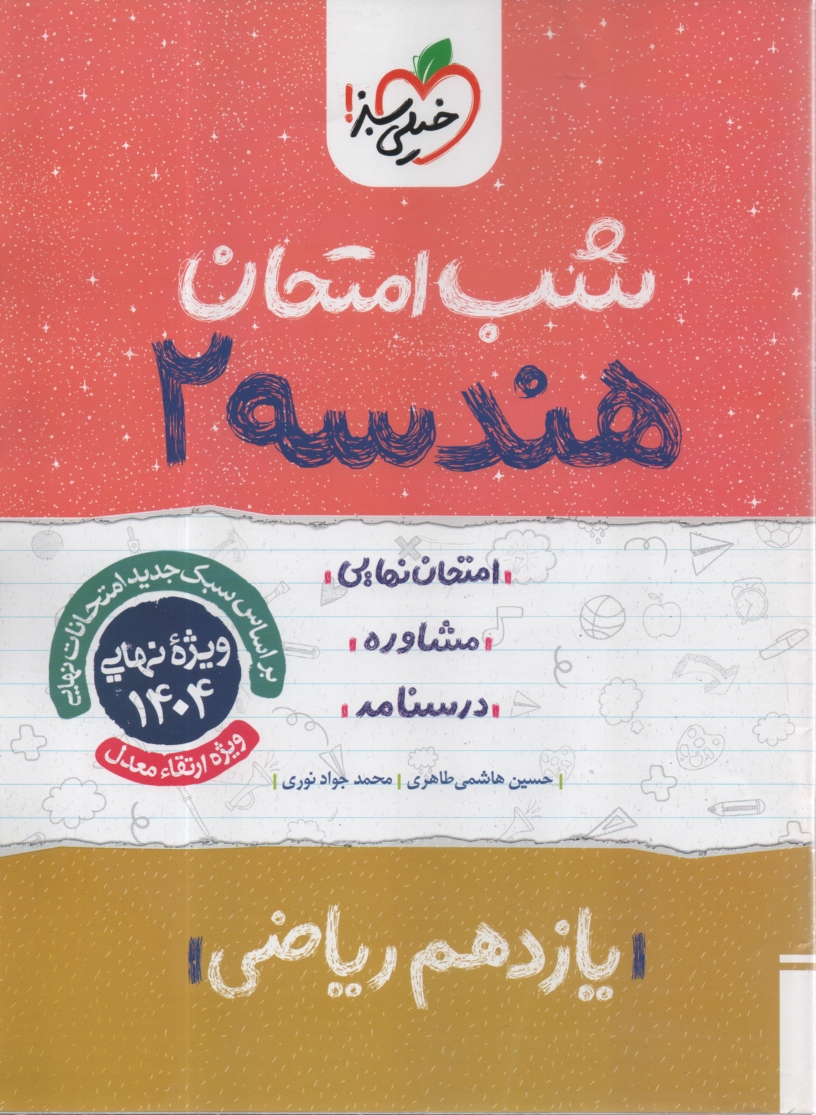 خیلی سبز!
شب امتحان
هندسه ۲
امتحان نهایی
مشاوره
درسنامه
بر اساس سبک جدید امتحانات نهایی
ویژهٔ نهایی
۱۴۰۴
ویژه ارتقاء معدل
حسین هاشمی طاهری | محمد جواد نوری
یازدهم ریاضی